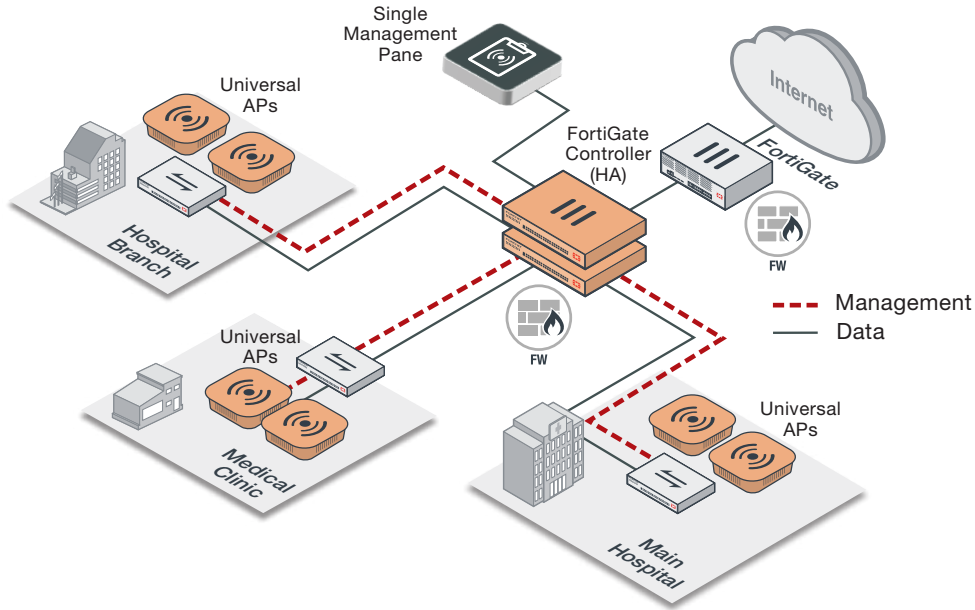 Single
Management
Pane
Universal
APs
FortiGate
Controller
(HA)
Internet
FortiGate
FW
Hospital
Branch
FW
Management
Data
Universal
APs
Medical
Clinic
Universal
APs
Main
Hospital